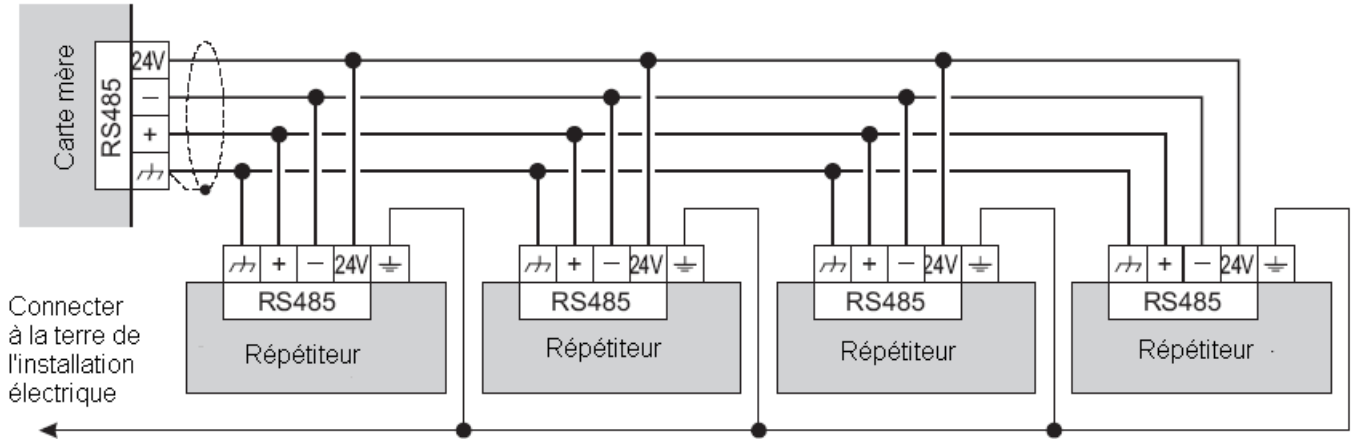 Carte mère
RS485
24V
–
+
+ – 24V
+ – 24V
+ – 24V
+ – 24V
RS485
RS485
RS485
RS485
Répétiteur
Répétiteur
Répétiteur
Répétiteur
Connecter
à la terre de
l'installation
électrique